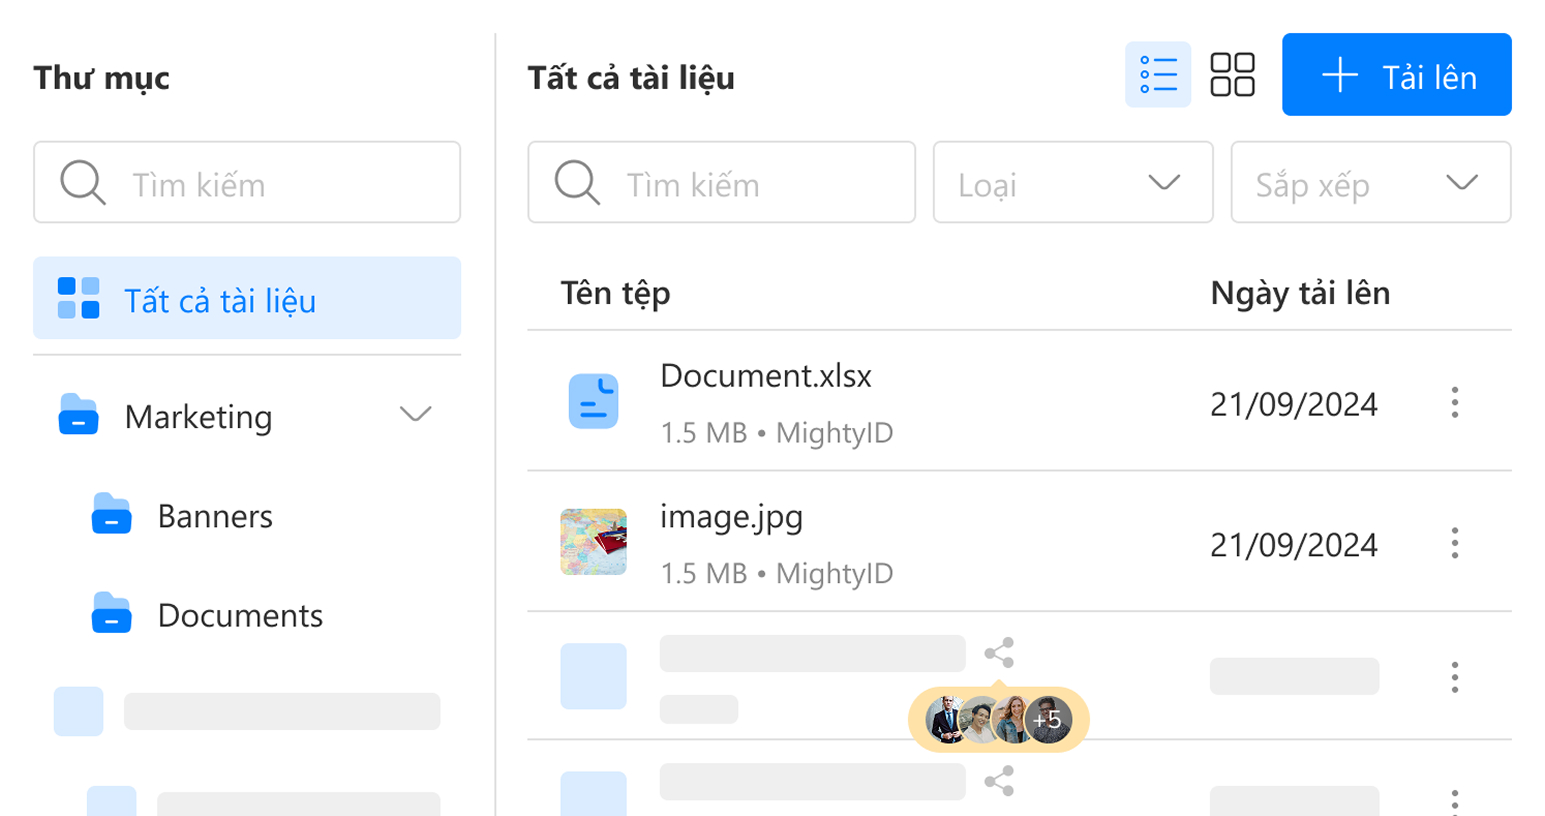 Thư mục
Tìm kiếm
Tất cả tài liệu
Marketing
Banners
Documents
Tất cả tài liệu
Tải lên
Tìm kiếm
Loại
Sắp xếp
Tên tệp
Ngày tải lên
Document.xlsx
1.5 MB • MightyID
21/09/2024
image.jpg
1.5 MB • MightyID
21/09/2024
+5